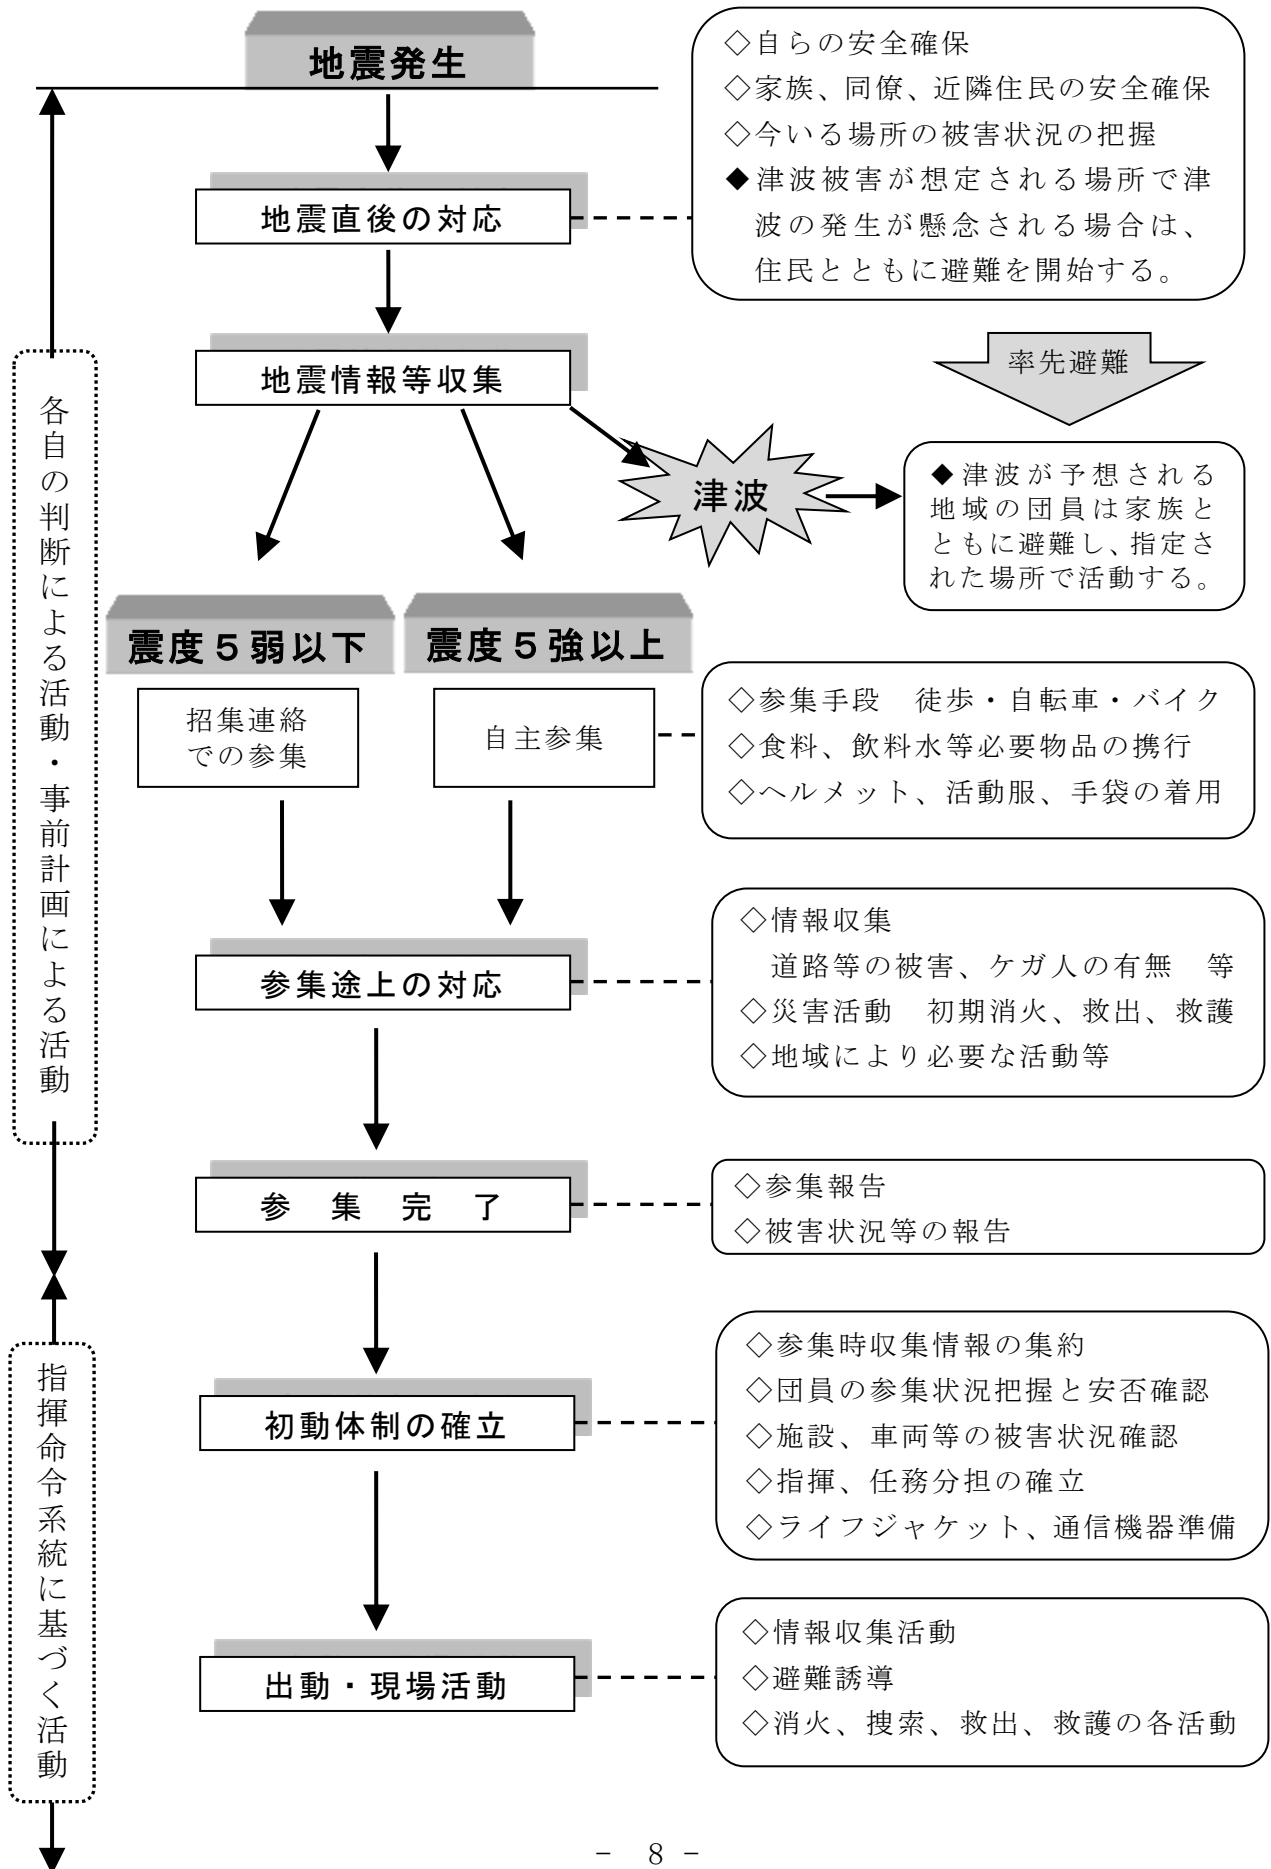 地震発生
◇自らの安全確保
◇家族、同僚、近隣住民の安全確保
◇今いる場所の被害状況の把握
◆津波被害が想定される場所で津
波の発生が懸念される場合は、
住民とともに避難を開始する。
地震直後の対応
地震情報等収集
率先避難
津波
◆津波が予想される
地域の団員は家族と
ともに避難し、指定さ
れた場所で活動する。
各自の判断による活動・事前計画による活動
震度５弱以下
震度５強以上
招集連絡
での参集
自主参集
◇参集手段　徒歩・自転車・バイク
◇食料、飲料水等必要物品の携行
◇ヘルメット、活動服、手袋の着用
参集途上の対応
◇情報収集
道路等の被害、ケガ人の有無　等
◇災害活動　初期消火、救出、救護
◇地域により必要な活動等
参　集　完　了
◇参集報告
◇被害状況等の報告
指揮命令系統に基づく活動
初動体制の確立
◇参集時収集情報の集約
◇団員の参集状況把握と安否確認
◇施設、車両等の被害状況確認
◇指揮、任務分担の確立
◇ライフジャケット、通信機器準備
出動・現場活動
◇情報収集活動
◇避難誘導
◇消火、捜索、救出、救護の各活動
- 8 -